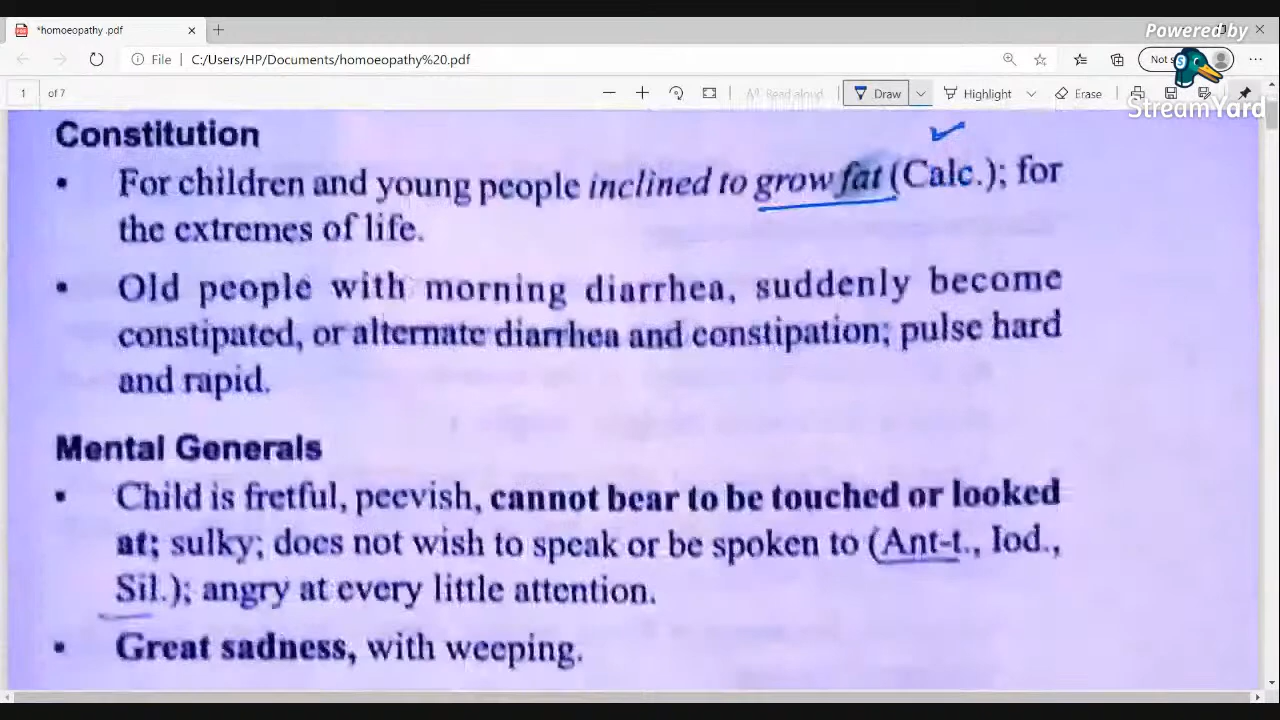 *homoeopathy .pdf
Powered by
File
C:/Users/HP/Documents/homoeopathy%20.pdf
Not s
1 of 7
Read aloud
Draw
Highlight
Erase
StreamYard
Constitution
• For children and young people inclined to grow fat (Calc.); for
the extremes of life.
• Old people with morning diarrhea, suddenly become
constipated, or alternate diarrhea and constipation; pulse hard
and rapid.
Mental Generals
• Child is fretful, peevish, cannot bear to be touched or looked
at; sulky; does not wish to speak or be spoken to (Ant-t., Iod.,
Sil.); angry at every little attention.
• Great sadness, with weeping.